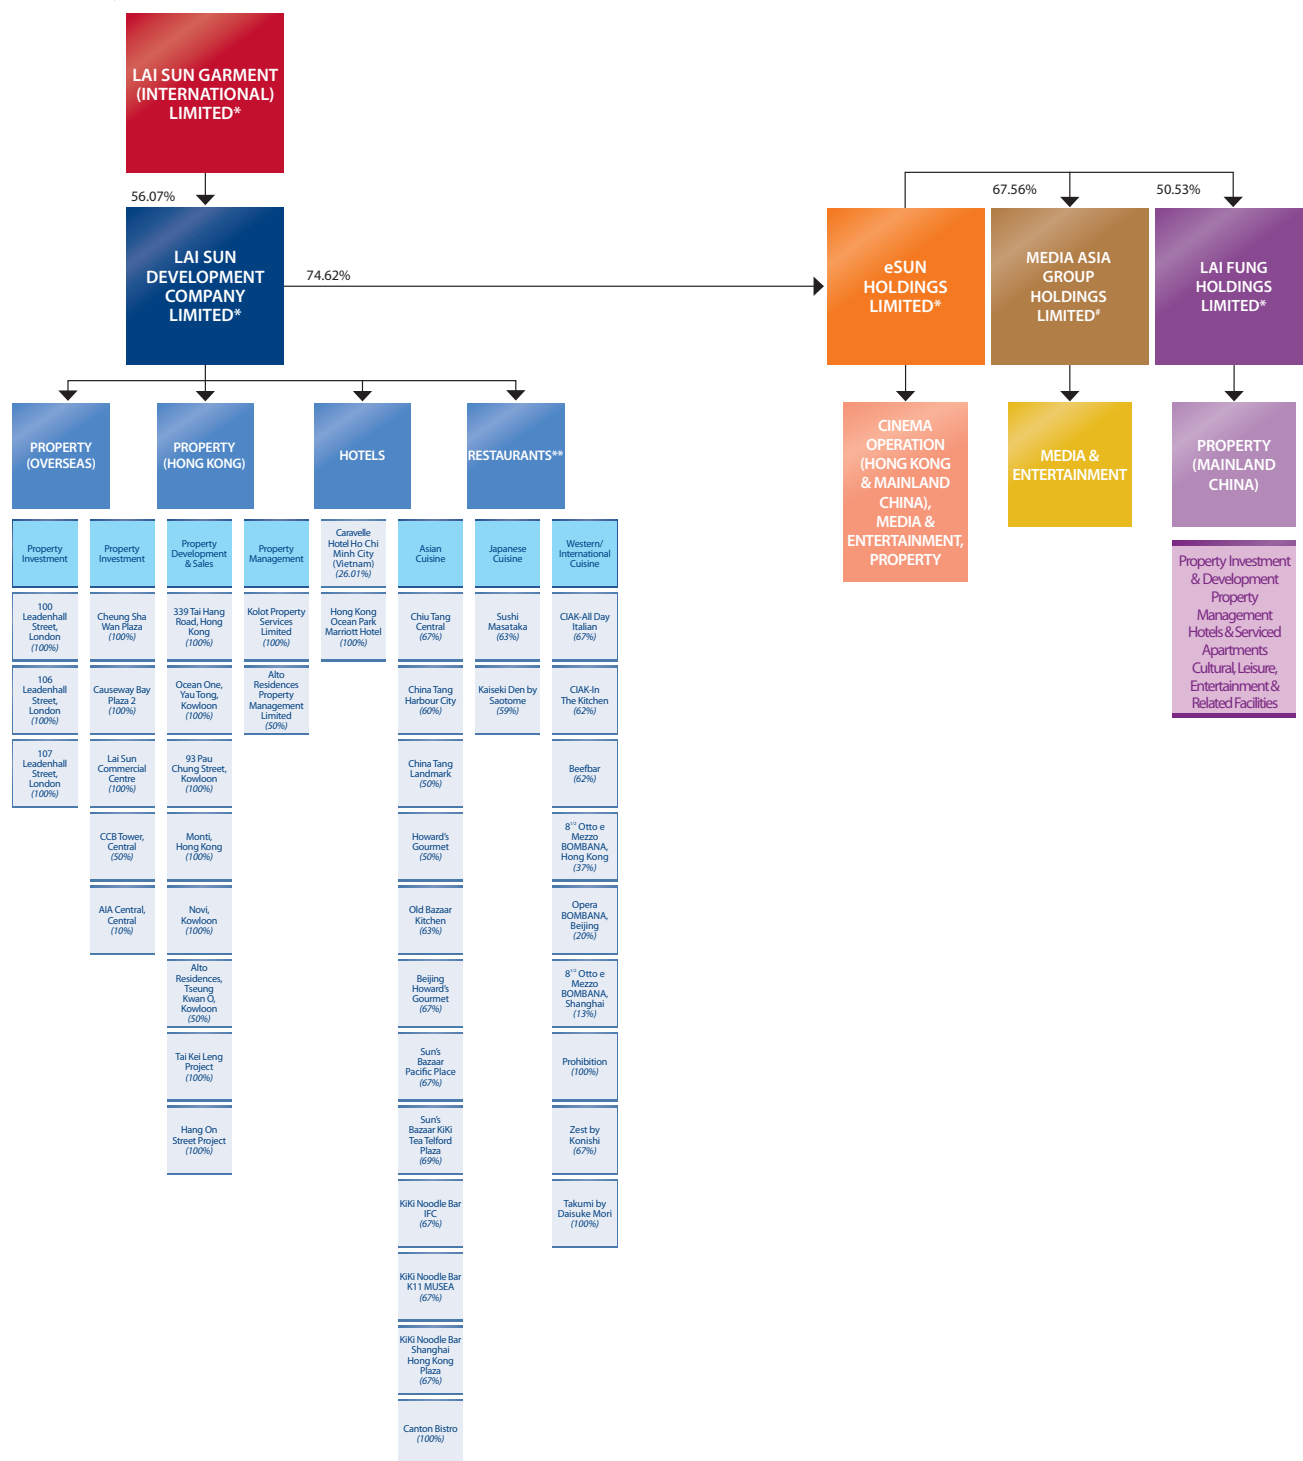 LAI SUN GARMENT
(INTERNATIONAL)
LIMITED*
56.07%
LAI SUN
DEVELOPMENT
COMPANY
LIMITED*
74.62%
eSUN
HOLDINGS
LIMITED*
67.56%
MEDIA ASIA
GROUP
HOLDINGS
LIMITED#
50.53%
LAI FUNG
HOLDINGS
LIMITED*
PROPERTY
(OVERSEAS)
PROPERTY
(HONG KONG)
HOTELS
RESTAURANTS**
CINEMA
OPERATION
(HONG KONG
& MAINLAND
CHINA),
MEDIA &
ENTERTAINMENT,
PROPERTY
MEDIA &
ENTERTAINMENT
PROPERTY
(MAINLAND
CHINA)
Property Investment
& Development
Property
Management
Hotels & Serviced
Apartments
Cultural, Leisure,
Entertainment &
Related Facilities
Property
Investment
100
Leadenhall
Street,
London
(100%)
106
Leadenhall
Street,
London
(100%)
107
Leadenhall
Street,
London
(100%)
Property
Investment
Cheung Sha
Wan Plaza
(100%)
Causeway Bay
Plaza 2
(100%)
Lai Sun
Commercial
Centre
(100%)
CCB Tower,
Central
(50%)
AIA Central,
Central
(10%)
Property
Development
& Sales
339 Tai Hang
Road, Hong
Kong
(100%)
Ocean One,
Yau Tong,
Kowloon
(100%)
93 Pau
Chung Street,
Kowloon
(100%)
Monti,
Hong Kong
(100%)
Novi,
Kowloon
(100%)
Alto
Residences,
Tseung
Kwan O,
Kowloon
(50%)
Tai Kei Leng
Project
(100%)
Hang On
Street Project
(100%)
Property
Management
Kolot Property
Services
Limited
(100%)
Alto
Residences
Property
Management
Limited
(50%)
Caravelle
Hotel Ho Chi
Minh City
(Vietnam)
(26.01%)
Hong Kong
Ocean Park
Marriott Hotel
(100%)
Asian
Cuisine
Chiu Tang
Central
(67%)
China Tang
Harbour City
(60%)
China Tang
Landmark
(50%)
Howard's
Gourmet
(50%)
Old Bazaar
Kitchen
(63%)
Beijing
Howard's
Gourmet
(67%)
Sun's
Bazaar
Pacific Place
(67%)
Sun's
Bazaar KiKi
Tea Telford
Plaza
(69%)
KiKi Noodle Bar
IFC
(67%)
KiKi Noodle Bar
K11 MUSEA
(67%)
KiKi Noodle Bar
Shanghai
Hong Kong
Plaza
(67%)
Canton Bistro
(100%)
Japanese
Cuisine
Sushi
Masataka
(63%)
Kaiseki Den by
Saotome
(59%)
Western/
International
Cuisine
CIAK-All Day
Italian
(67%)
CIAK-In
The Kitchen
(62%)
Beefbar
(62%)
8½ Otto e
Mezzo
BOMBANA,
Hong Kong
(37%)
Opera
BOMBANA,
Beijing
(20%)
8½ Otto e
Mezzo
BOMBANA,
Shanghai
(13%)
Prohibition
(100%)
Zest by
Konishi
(67%)
Takumi by
Daisuke Mori
(100%)